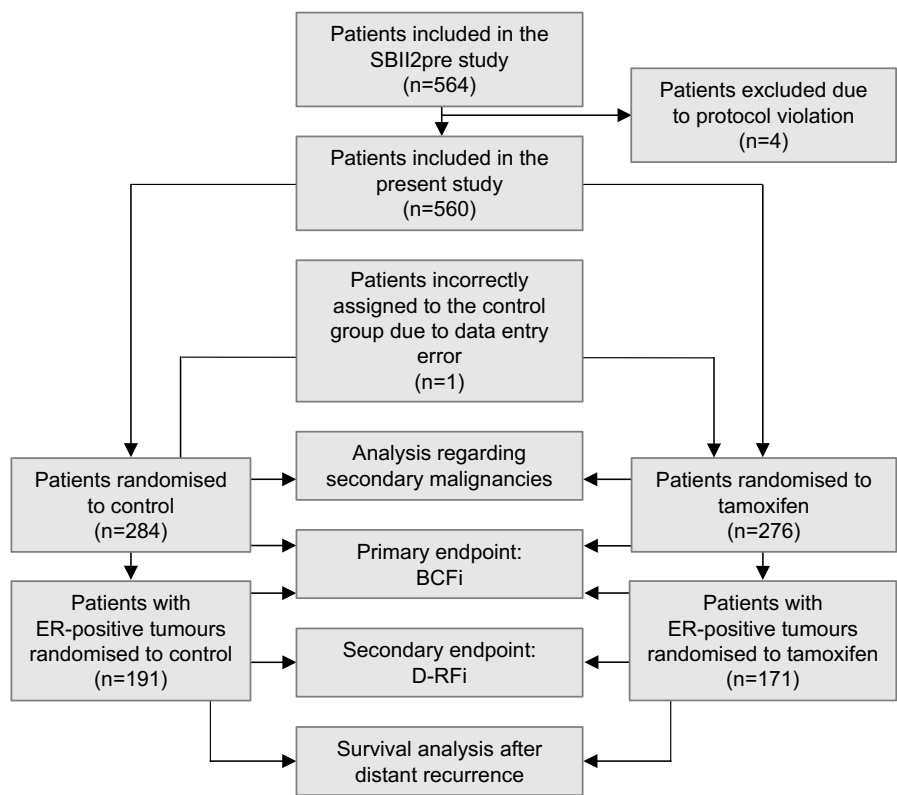 Patients included in the
SBII2pre study
(n=564)
Patients excluded due
to protocol violation
(n=4)
Patients included in the
present study
(n=560)
Patients incorrectly
assigned to the control
group due to data entry
error
(n=1)
Patients randomised
to control
(n=284)
Analysis regarding
secondary malignancies
Patients randomised to
tamoxifen
(n=276)
Primary endpoint:
BCFi
Patients with
ER-positive tumours
randomised to control
(n=191)
Secondary endpoint:
D-RFi
Patients with
ER-positive tumours
randomised to tamoxifen
(n=171)
Survival analysis after
distant recurrence